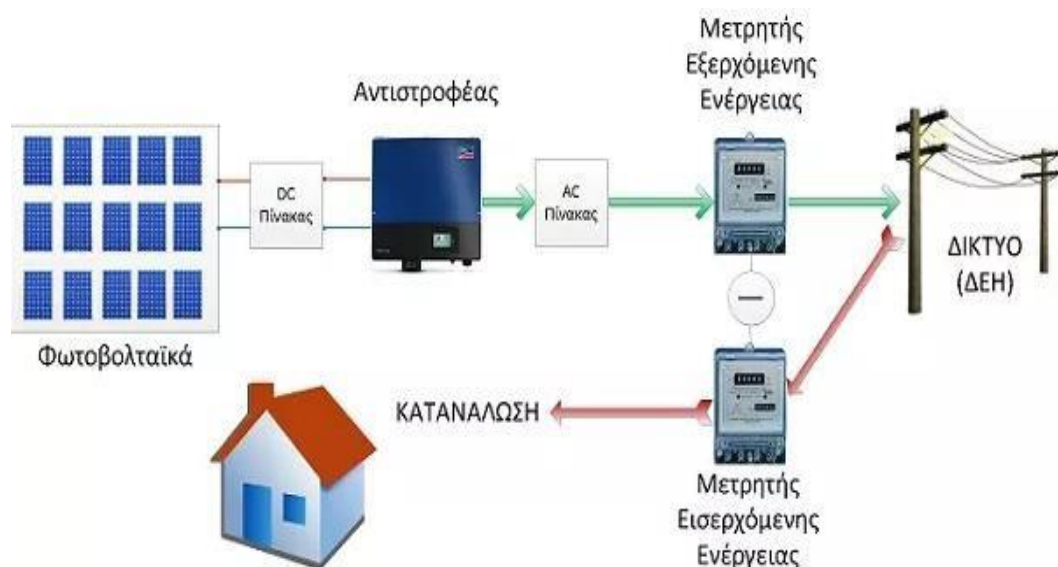 Μετρητής
Εξερχόμενης
Ενέργειας
Αντιστροφέας
DC
Πίνακας
AC
Πίνακας
ΔΙΚΤΥΟ
(ΔΕΗ)
Φωτοβολταϊκά
ΚΑΤΑΝΑΛΩΣΗ
Μετρητής
Εισερχόμενης
Ενέργειας